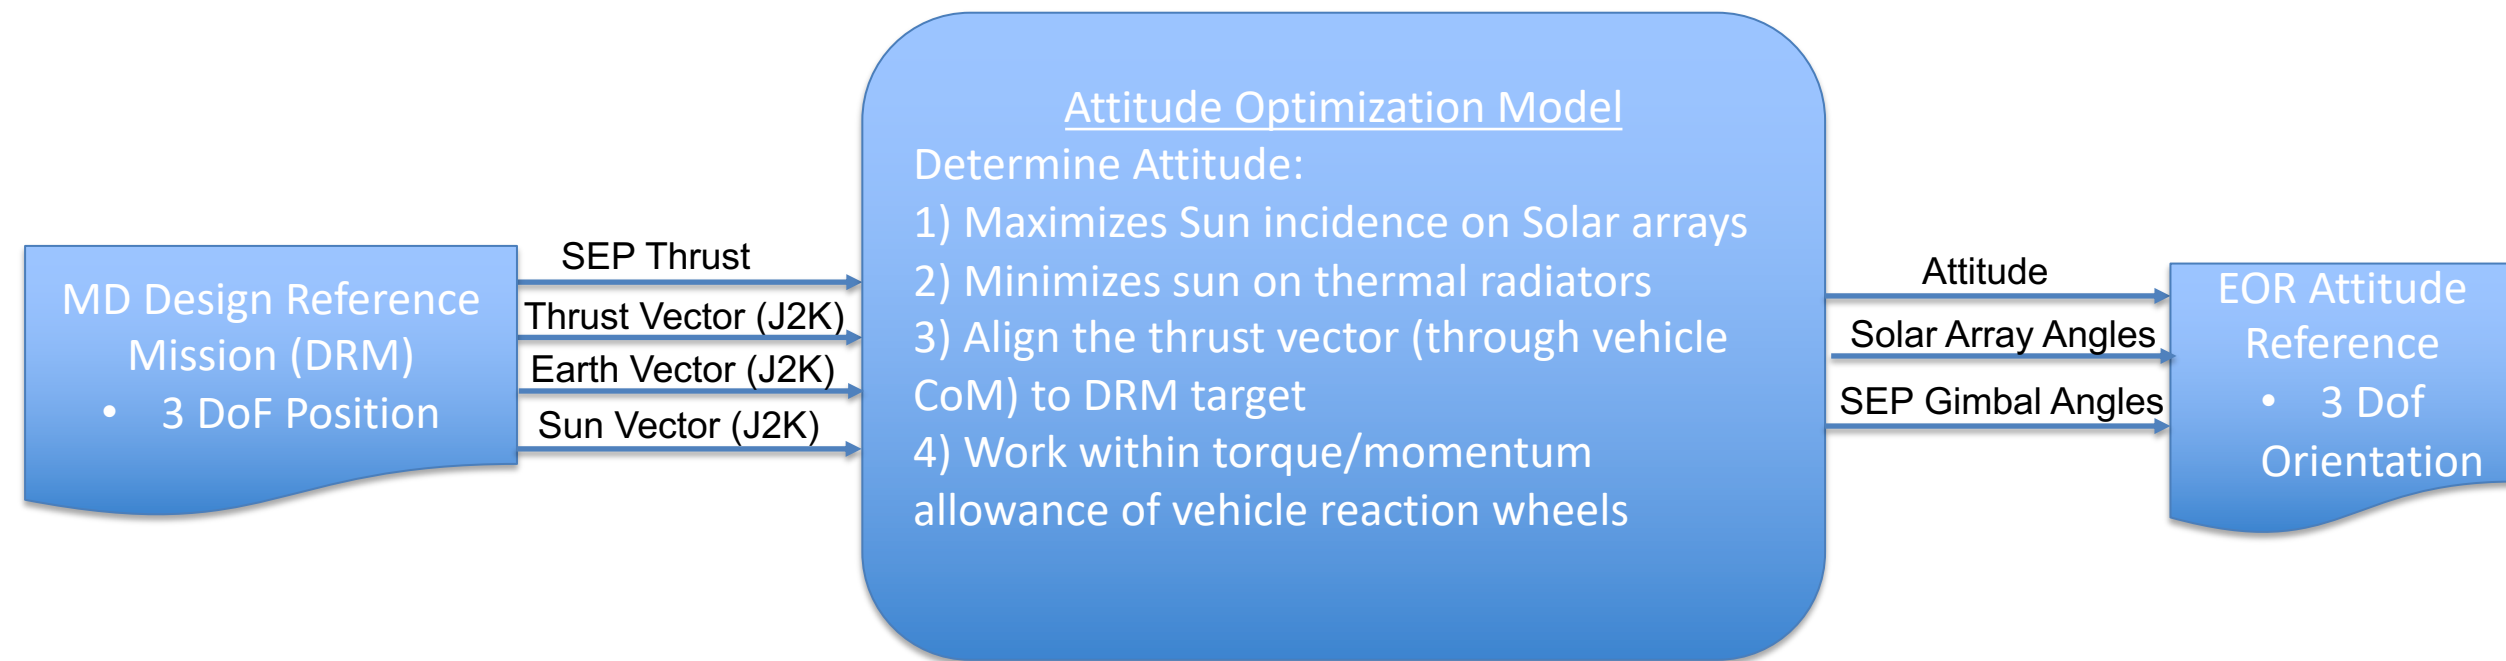 MD Design Reference
Mission (DRM)
• 3 DoF Position
SEP Thrust
Thrust Vector (J2K)
Earth Vector (J2K)
Sun Vector (J2K)
Attitude Optimization Model
Determine Attitude:
1) Maximizes Sun incidence on Solar arrays
2) Minimizes sun on thermal radiators
3) Align the thrust vector (through vehicle
CoM) to DRM target
4) Work within torque/momentum
allowance of vehicle reaction wheels
Attitude
Solar Array Angles
SEP Gimbal Angles
EOR Attitude
Reference
• 3 Dof
Orientation